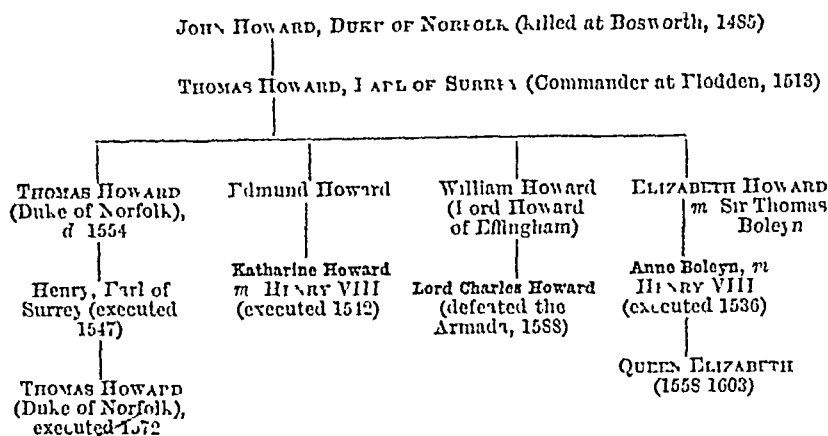 JOHN HOWARD, DUKE OF NORFOLK (killed at Bosworth, 1485)
THOMAS HOWARD, EARL OF SURREY (Commander at Flodden, 1513)
THOMAS HOWARD
(Duke of Norfolk),
d 1554
Edmund Howard
William Howard
(Lord Howard
of Effingham)
ELIZABETH HOWARD
m Sir Thomas
Boleyn
Henry, Earl of
Surrey (executed
1547)
Katharine Howard
m HENRY VIII
(executed 1542)
Lord Charles Howard
(defeated the
Armada, 1588)
Anne Boleyn, m
HENRY VIII
(executed 1536)
THOMAS HOWARD
(Duke of Norfolk),
executed 1572
QUEEN ELIZABETH
(1558 1603)